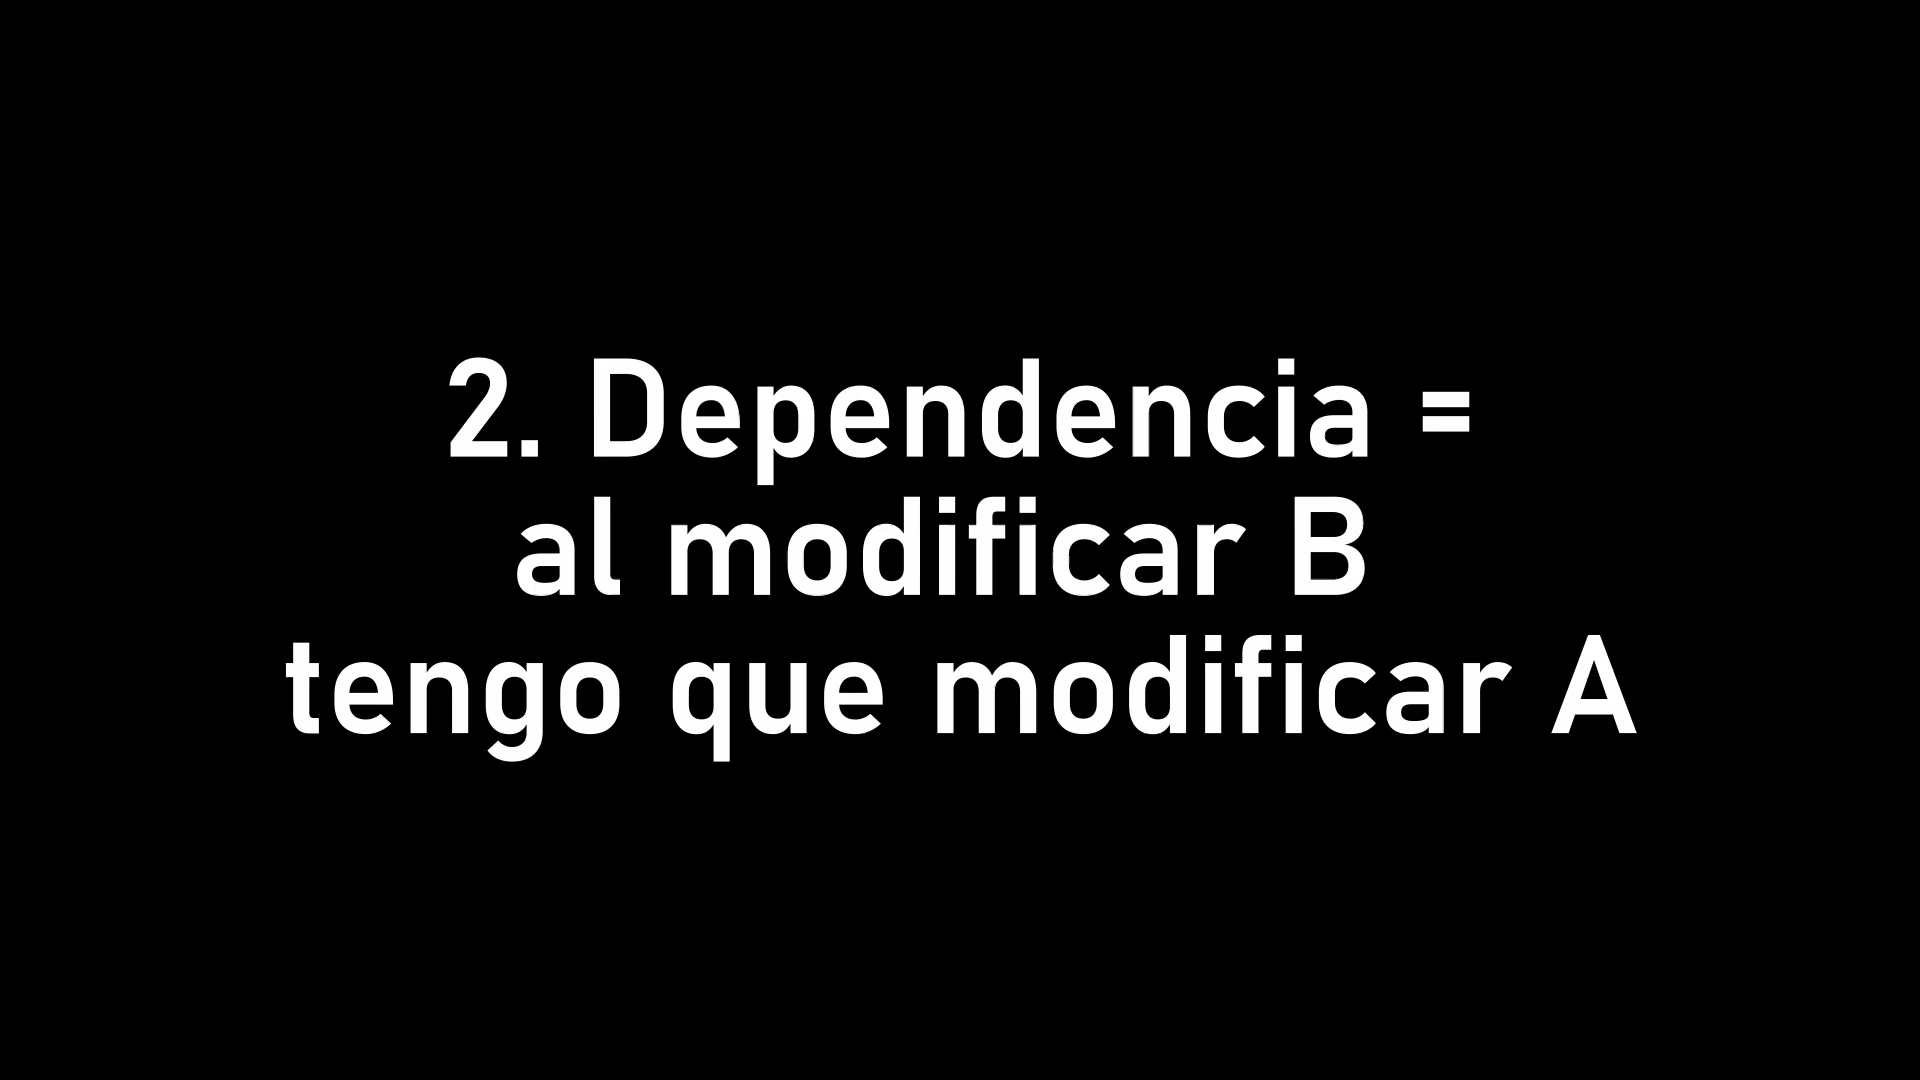 2. Dependencia =
al modificar B
tengo que modificar A